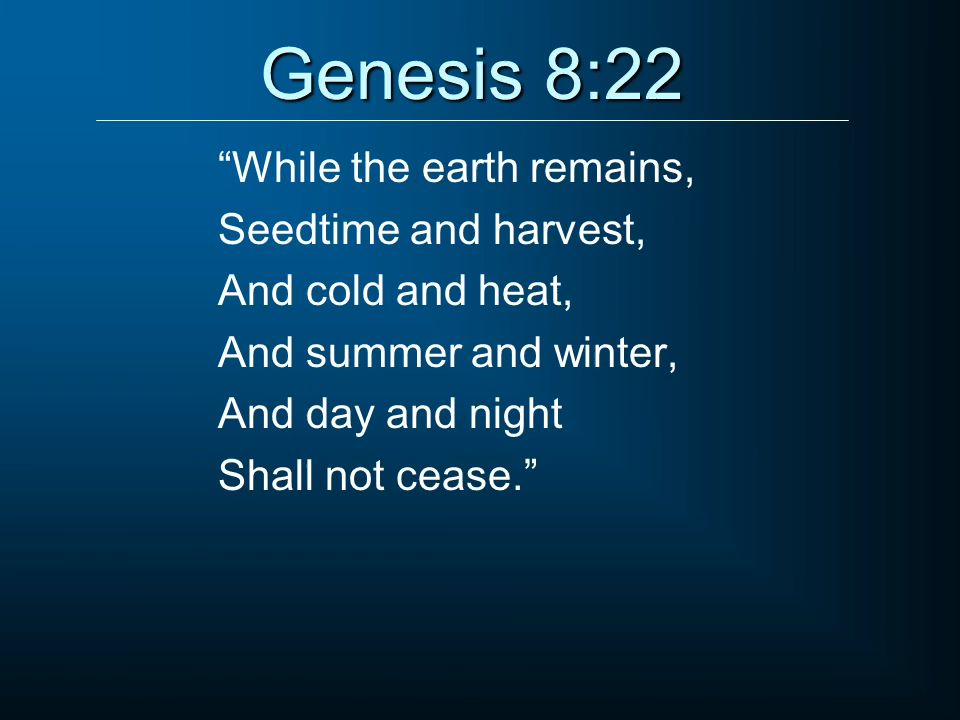 Genesis 8:22
“While the earth remains,
Seedtime and harvest,
And cold and heat,
And summer and winter,
And day and night
Shall not cease.”